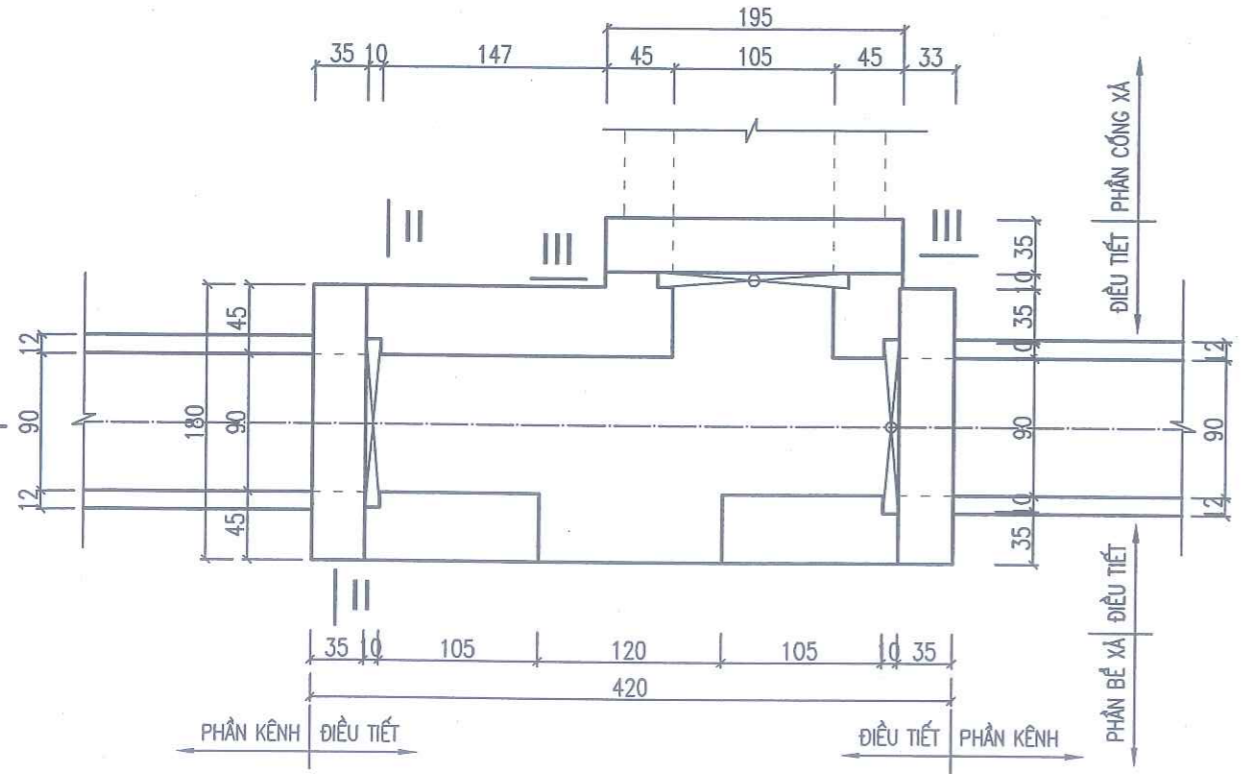 195
35 10 147 45 105 45 33
PHẦN CỐNG XẢ
ĐIỀU TIẾT
II
III
III
35
10
35
10
90
10
35
12
90
12
180
45
90
45
12
90
12
II
35 10 105 120 105 10 35
420
PHẦN KÊNH ĐIỀU TIẾT
ĐIỀU TIẾT PHẦN KÊNH
ĐIỀU TIẾT
PHẦN BỂ XẢ